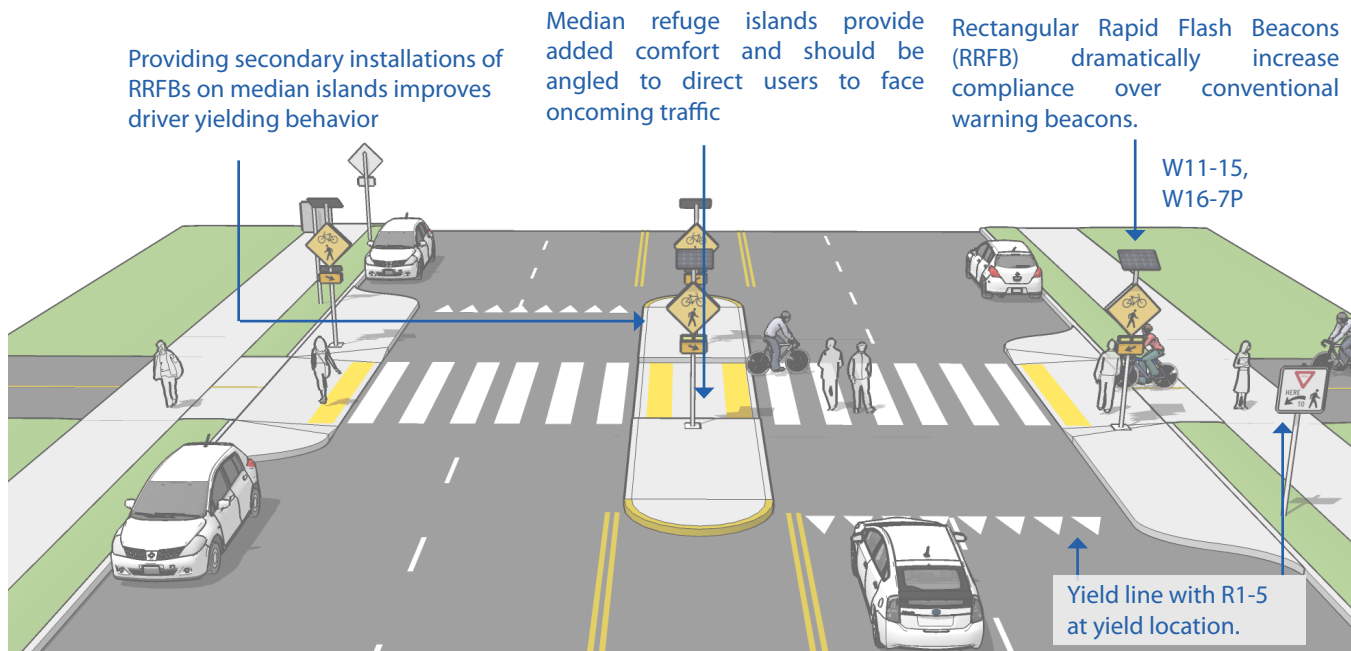 Providing secondary installations of
RRFBs on median islands improves
driver yielding behavior
Median refuge islands provide
added comfort and should be
angled to direct users to face
oncoming traffic
Rectangular Rapid Flash Beacons
(RRFB) dramatically increase
compliance over conventional
warning beacons.
W11-15,
W16-7P
HERE
TO
Yield line with R1-5
at yield location.